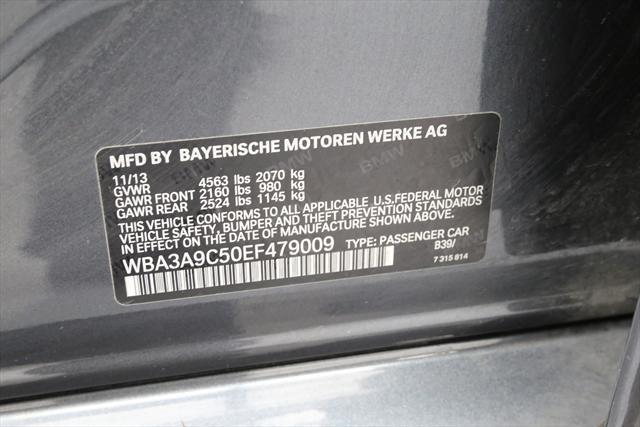 MFD BY BAYERISCHE MOTOREN WERKE AG
11/13
GVWR 4563 lbs 2070 kg
GAWR FRONT 2160 lbs 980 kg
GAWR REAR 2524 lbs 1145 kg
THIS VEHICLE CONFORMS TO ALL APPLICABLE U.S.FEDERAL MOTOR
VEHICLE SAFETY, BUMPER AND THEFT PREVENTION STANDARDS
IN EFFECT ON THE DATE OF MANUFACTURE SHOWN ABOVE.
WBA3A9C50EF479009 TYPE: PASSENGER CAR
B39/
7 315 814